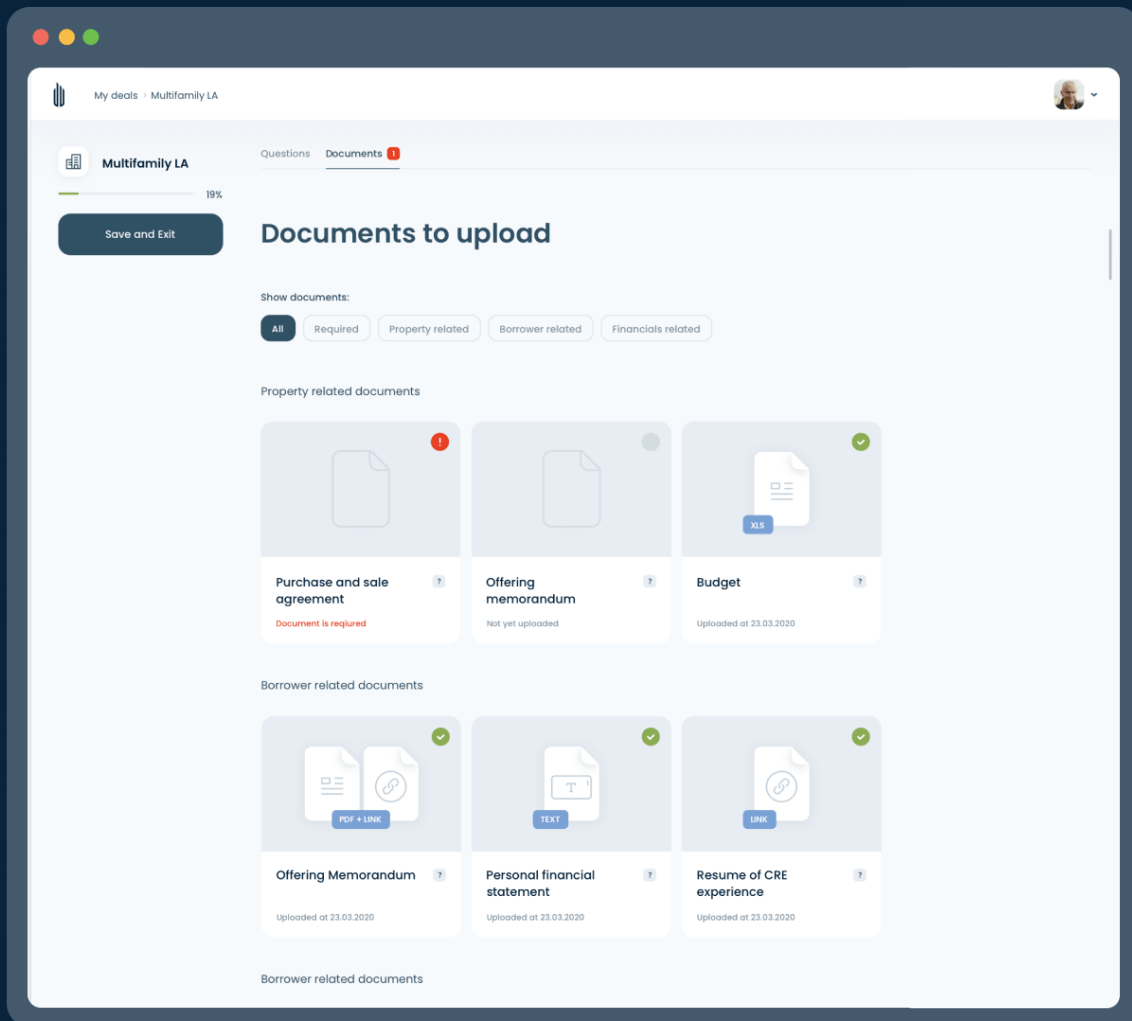 My deals › Multifamily LA
Multifamily LA
19%
Save and Exit
Questions Documents 1
Documents to upload
Show documents:
All Required Property related Borrower related Financials related
Property related documents
!
XLS
Purchase and sale
agreement
?
Document is reqiured
Offering
memorandum
?
Not yet uploaded
Budget
?
Uploaded at 23.03.2020
Borrower related documents
PDF + LINK
T
TEXT
LINK
Offering Memorandum
?
Uploaded at 23.03.2020
Personal financial
statement
?
Uploaded at 23.03.2020
Resume of CRE
experience
?
Uploaded at 23.03.2020
Borrower related documents